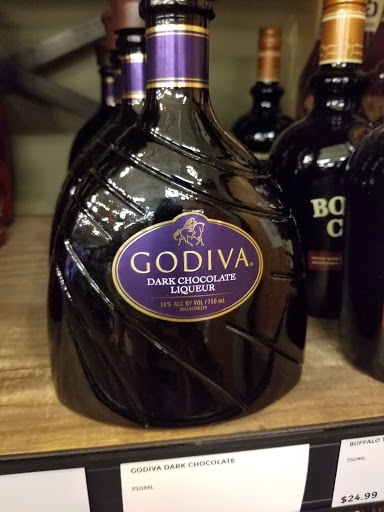 GODIVA
DARK CHOCOLATE
LIQUEUR
15% ALC BY VOL / 750 mL
BO
C
GODIVA DARK CHOCOLATE
750ML
BUFFALO T
750ML
$24.99